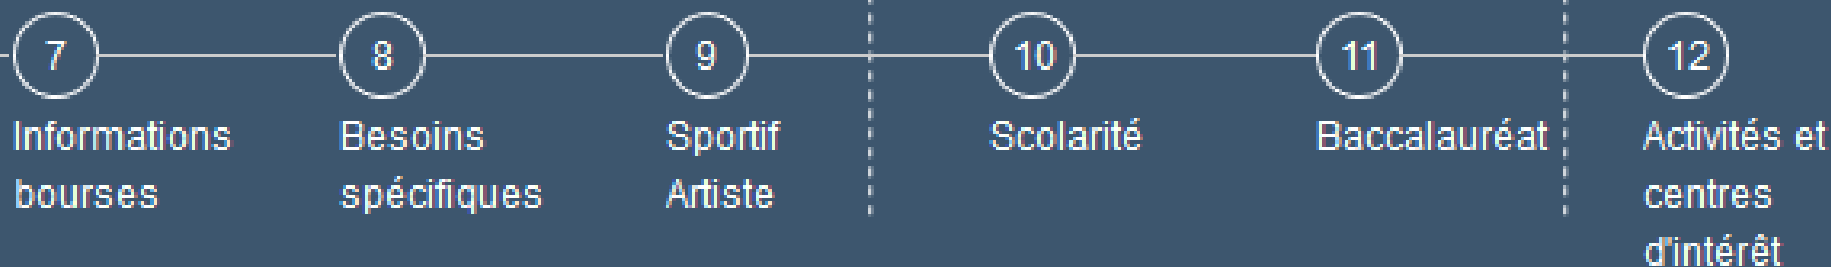 7 8 9 10 11 12
Informations Besoins Sportif Scolarité Baccalauréat Activités et
bourses spécifiques Artiste centres
d'intérêt